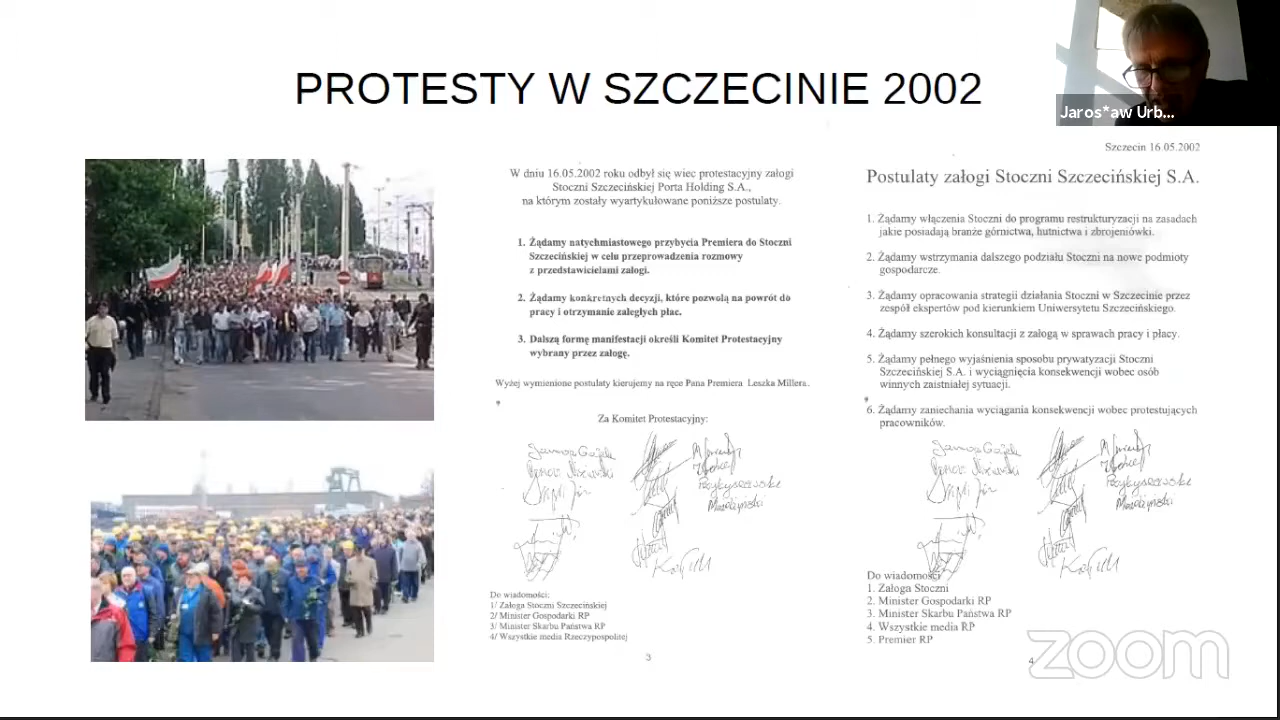 PROTESTY W SZCZECINIE 2002
Jaros*aw Urb...
W dniu 16.05.2002 roku odbył się wiec protestacyjny załogi
Stoczni Szczecińskiej Porta Holding S.A.,
na którym zostały wyartykułowane poniższe postulaty.
1. Żądamy natychmiastowego przybycia Premiera do Stoczni
Szczecińskiej w celu przeprowadzenia rozmowy
z przedstawicielami załogi.
2. Żądamy konkretnych decyzji, które pozwolą na powrót do
pracy i otrzymanie zaległych płac.
3. Dalszą formę manifestacji określi Komitet Protestacyjny
wybrany przez załogę.
Wyżej wymienione postulaty kierujemy na ręce Pana Premiera Leszka Millera.
Za Komitet Protestacyjny:
Do wiadomości:
1/ Załoga Stoczni Szczecińskiej
2/ Minister Gospodarki RP
3/ Minister Skarbu Państwa RP
4/ Wszystkie media Rzeczypospolitej
3
Szczecin 16.05.2002
Postulaty załogi Stoczni Szczecińskiej S.A.
1. Żądamy włączenia Stoczni do programu restrukturyzacji na zasadach
jakie posiadają branże górnictwa, hutnictwa i zbrojeniówki.
2. Żądamy wstrzymania dalszego podziału Stoczni na nowe podmioty
gospodarcze.
3. Żądamy opracowania strategii działania Stoczni w Szczecinie przez
zespół ekspertów pod kierunkiem Uniwersytetu Szczecińskiego.
4. Żądamy szerokich konsultacji z załogą w sprawach pracy i płacy.
5. Żądamy pełnego wyjaśnienia sposobu prywatyzacji Stoczni
Szczecińskiej S.A. i wyciągnięcia konsekwencji wobec osób
winnych zaistniałej sytuacji.
6. Żądamy zaniechania wyciągania konsekwencji wobec protestujących
pracowników.
Do wiadomości
1. Załoga Stoczni
2. Minister Gospodarki RP
3. Minister Skarbu Państwa RP
4. Wszystkie media RP
5. Premier RP
4
zoom